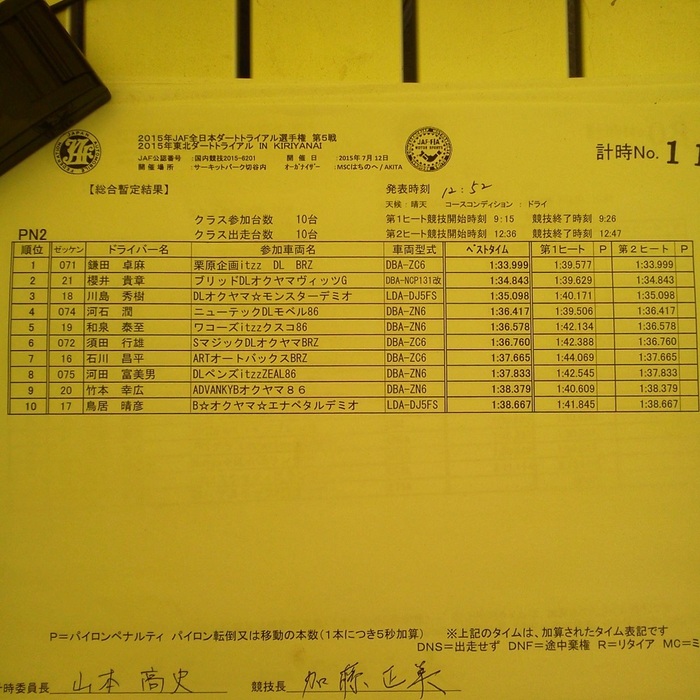 2015年JAF全日本ダートトライアル選手権 第5戦
2015年東北ダートトライアル IN KIRIYANAI
JAF公認番号 : 国内競技2015-6201 開催日 : 2015年 7月 12日
開催場所 : サーキットパーク切谷内 オーガナイザー : MSCはちのへ/AKITA
計時No. 1 1
【総合暫定結果】
発表時刻 12:52
天候 : 晴天 コースコンディション : ドライ
クラス参加台数 10台 第1ヒート競技開始時刻 9:15 競技終了時刻 9:26
PN2 クラス出走台数 10台 第2ヒート競技開始時刻 12:36 競技終了時刻 12:47
順位 ゼッケン ドライバー名 参加車両名 車両型式 ベストタイム 第1ヒート P 第2ヒート P
1 071 鎌田 卓麻 栗原企画itzz DL BRZ DBA-ZC6 1:33.999 1:39.577 1:33.999
2 21 櫻井 貴章 ブリッドDLオクヤマヴィッツG DBA-NCP131改 1:34.843 1:39.629 1:34.843
3 18 川島 秀樹 DLオクヤマ☆モンスターデミオ LDA-DJ5FS 1:35.098 1:40.171 1:35.098
4 074 河石 潤 ニューテックDLモベル86 DBA-ZN6 1:36.417 1:39.506 1:36.417
5 19 和泉 泰至 ワコーズitzzクスコ86 DBA-ZN6 1:36.578 1:42.134 1:36.578
6 072 須田 行雄 SマジックDLオクヤマBRZ DBA-ZC6 1:36.760 1:42.388 1:36.760
7 16 石川 昌平 ARTオートバックスBRZ DBA-ZC6 1:37.665 1:44.069 1:37.665
8 075 河田 富美男 DLベンズitzzZEAL86 DBA-ZN6 1:37.833 1:42.545 1:37.833
9 20 竹本 幸広 ADVANKYBオクヤマ86 DBA-ZN6 1:38.379 1:40.609 1:38.379
10 17 鳥居 晴彦 B☆オクヤマ☆エナペタルデミオ LDA-DJ5FS 1:38.667 1:41.845 1:38.667
P=パイロンペナルティ パイロン転倒又は移動の本数(1本につき5秒加算) ※上記のタイムは、加算されたタイム表記です
DNS=出走せず DNF=途中棄権 R=リタイア MC=ミ
計時委員長 山本 高史 競技長 加藤 正美